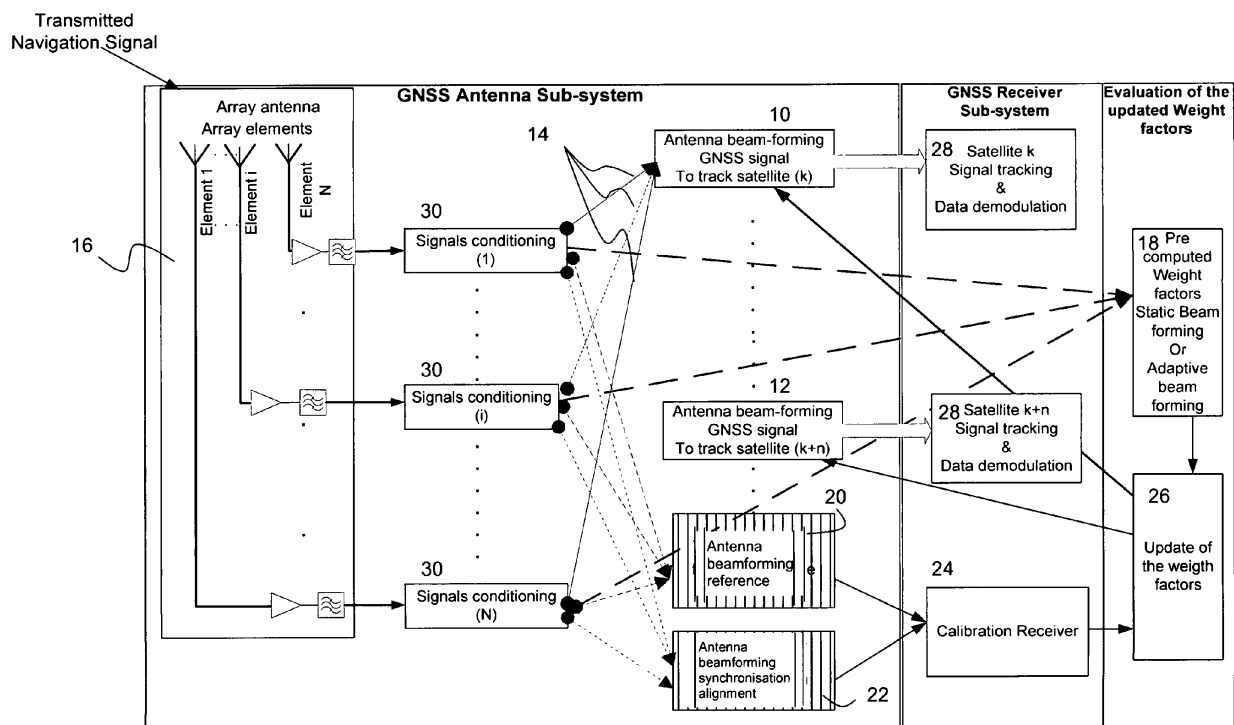 Transmitted
Navigation Signal
GNSS Antenna Sub-system
GNSS Receiver
Sub-system
Evaluation of the
updated Weight
factors
Array antenna
Array elements
Element 1
Element i
Element
N
16
14
10
Antenna beam-forming
GNSS signal
To track satellite (k)
28
Satellite k
Signal tracking
&
Data demodulation
30
Signals conditioning
(1)
18
Pre
computed
Weight
factors
Static Beam
forming
Or
Adaptive
beam
forming
30
Signals conditioning
(i)
12
Antenna beam-forming
GNSS signal
To track satellite (k+n)
28
Satellite k+n
Signal tracking
&
Data demodulation
26
Update of
the weigth
factors
20
Antenna
beamforming
reference
e
30
Signals conditioning
(N)
24
Calibration Receiver
Antenna
beamforming
synchronisation
alignment
22